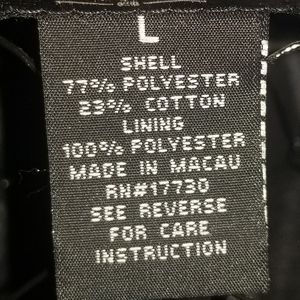 L
SHELL
77% POLYESTER
23% COTTON
LINING
100% POLYESTER
MADE IN MACAU
RN#17730
SEE REVERSE
FOR CARE
INSTRUCTION